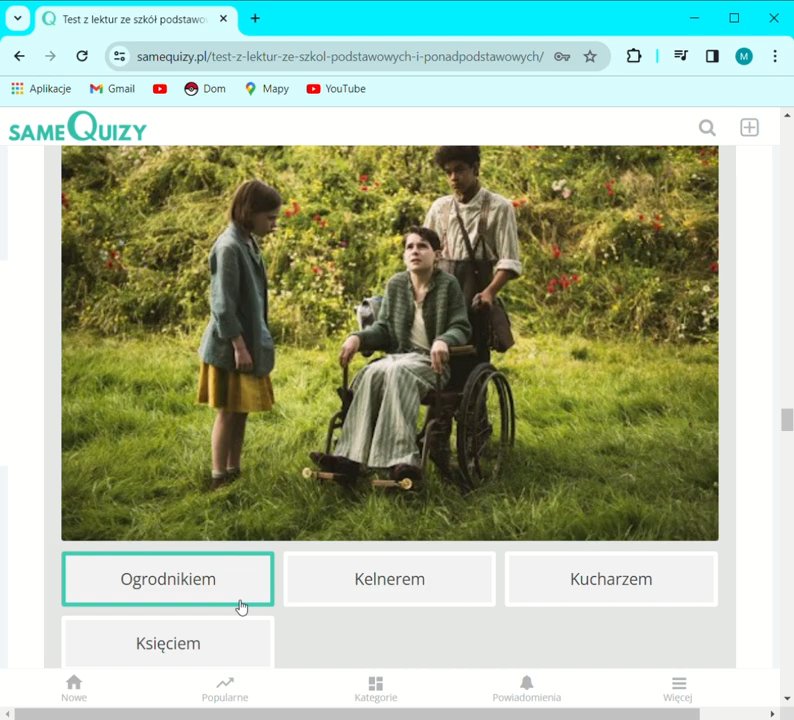 Test z lektur ze szkół podstawo
samequizy.pl/test-z-lektur-ze-szkol-podstawowych-i-ponadpodstawowych/
M
Aplikacje Gmail Dom Mapy YouTube
SAMEQUIZY
Ogrodnikiem Kelnerem Kucharzem
Księciem
Nowe Popularne Kategorie Powiadomienia Więcej